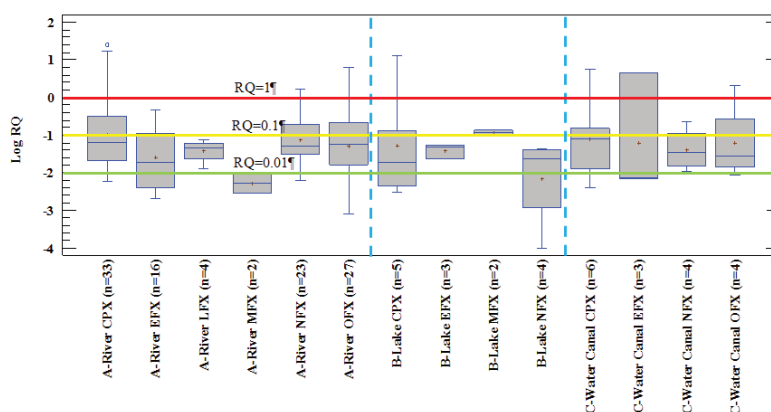 2
1
RQ=1¶
0
RQ=0.1¶
-1
RQ=0.01¶
-2
-3
-4
Log RQ
A-River CPX (n=33)
A-River EFX (n=16)
A-River LFX (n=4)
A-River MFX (n=2)
A-River NFX (n=23)
A-River OFX (n=27)
B-Lake CPX (n=5)
B-Lake EFX (n=3)
B-Lake MFX (n=2)
B-Lake NFX (n=4)
C-Water Canal CPX (n=6)
C-Water Canal EFX (n=3)
C-Water Canal NFX (n=4)
C-Water Canal OFX (n=4)